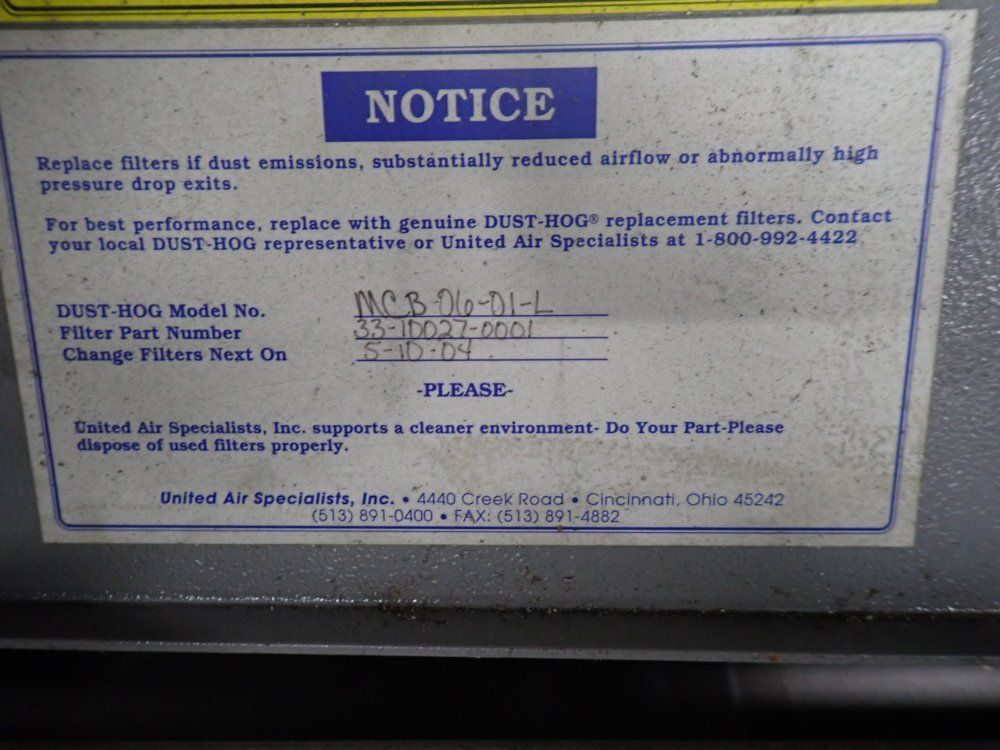 NOTICE
Replace filters if dust emissions, substantially reduced airflow or abnormally high
pressure drop exits.
For best performance, replace with genuine DUST-HOG® replacement filters. Contact
your local DUST-HOG representative or United Air Specialists at 1-800-992-4422
DUST-HOG Model No. MCB-06-01-L
Filter Part Number 33-10027-0001
Change Filters Next On 5-10-04
-PLEASE-
United Air Specialists, Inc. supports a cleaner environment- Do Your Part-Please
dispose of used filters properly.
United Air Specialists, Inc. • 4440 Creek Road • Cincinnati, Ohio 45242
(513) 891-0400 • FAX: (513) 891-4882